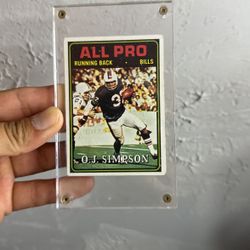 ALL PRO
RUNNING BACK • BILLS
O.J. SIMPSON